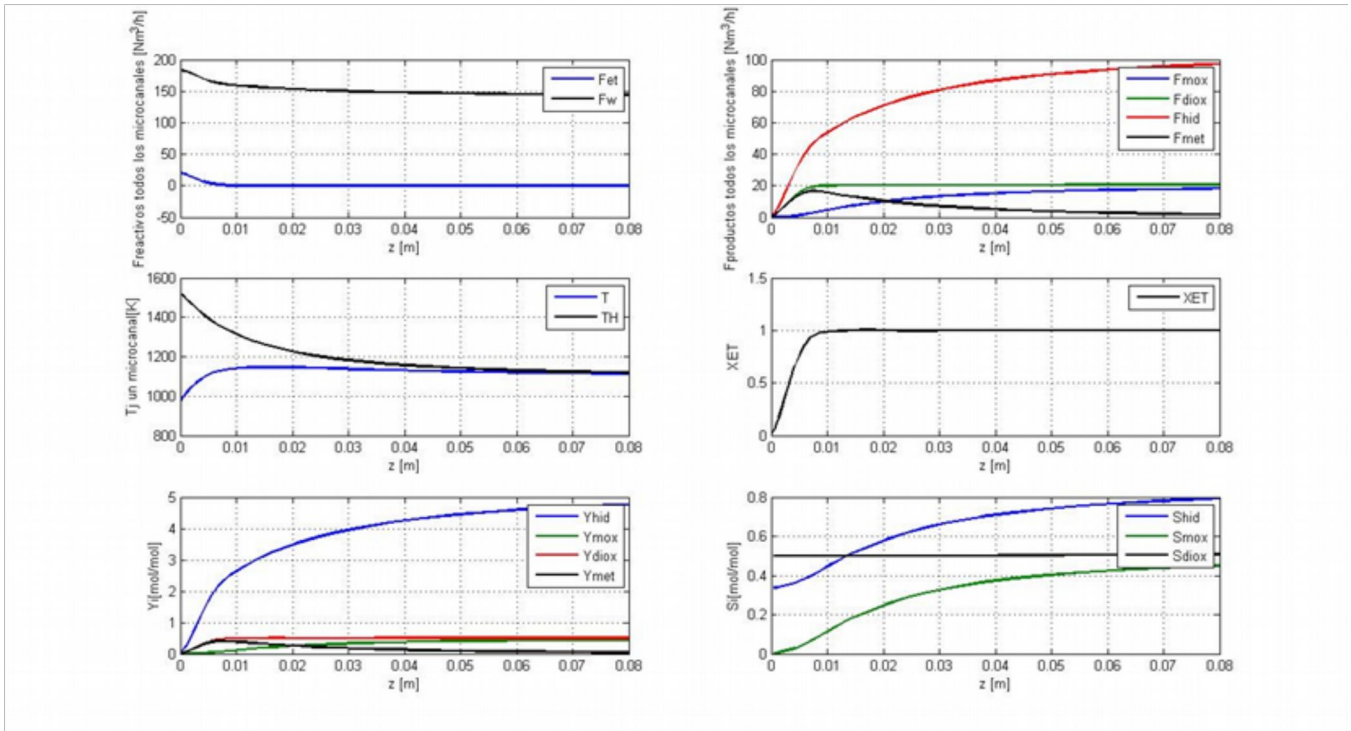 Freactivos todos los microcanales [Nm³/h]
200
150
100
50
0
-50
Fet
Fw
0 0.01 0.02 0.03 0.04 0.05 0.06 0.07 0.08
z [m]
Fproductos todos los microcanales [Nm³/h]
100
80
60
40
20
0
Fmox
Fdiox
Fhid
Fmet
0 0.01 0.02 0.03 0.04 0.05 0.06 0.07 0.08
z [m]
Tj un microcanal[K]
1600
1400
1200
1000
800
T
TH
0 0.01 0.02 0.03 0.04 0.05 0.06 0.07 0.08
z [m]
XET
1.5
1
0.5
0
XET
0 0.01 0.02 0.03 0.04 0.05 0.06 0.07 0.08
z [m]
Yi[mol/mol]
5
4
3
2
1
0
Yhid
Ymox
Ydiox
Ymet
0 0.01 0.02 0.03 0.04 0.05 0.06 0.07 0.08
z [m]
Si[mol/mol]
0.8
0.6
0.4
0.2
0
Shid
Smox
Sdiox
0 0.01 0.02 0.03 0.04 0.05 0.06 0.07 0.08
z [m]